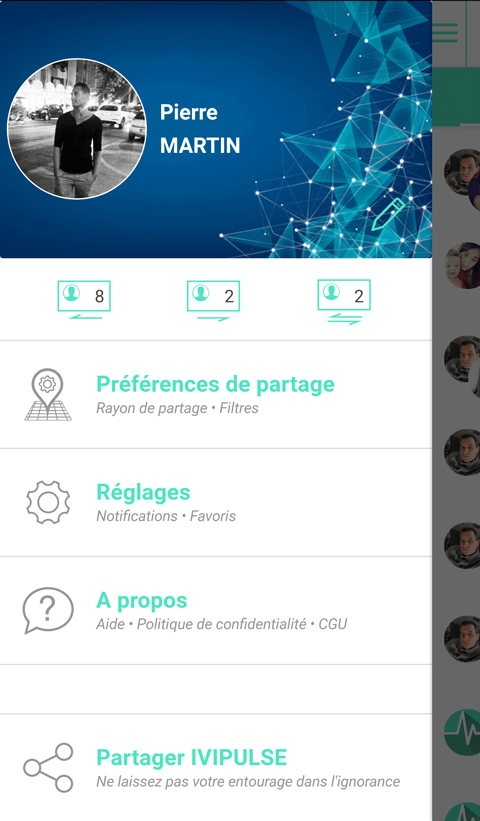 Pierre
MARTIN
8
2
2
Préférences de partage
Rayon de partage • Filtres
Réglages
Notifications • Favoris
A propos
Aide • Politique de confidentialité • CGU
Partager IVIPULSE
Ne laissez pas votre entourage dans l'ignorance